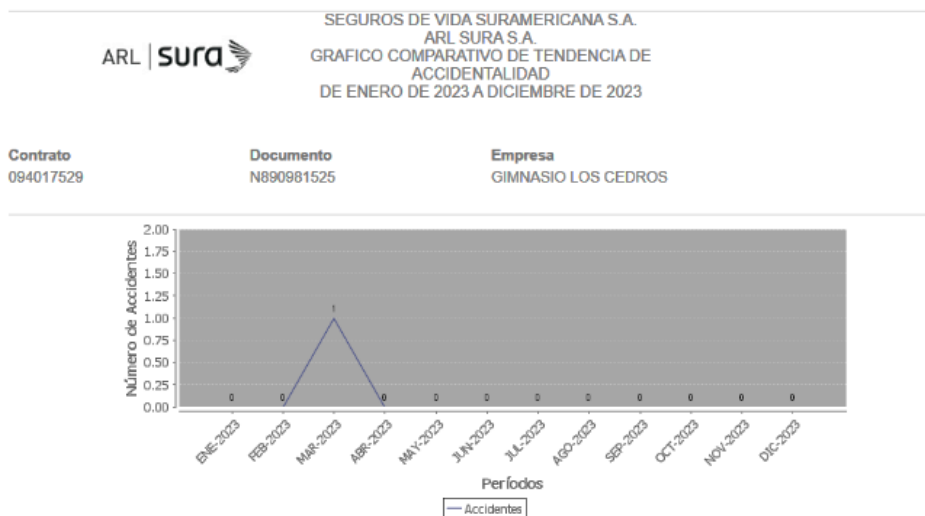 SEGUROS DE VIDA SURAMERICANA S.A.
ARL SURA S.A.
GRAFICO COMPARATIVO DE TENDENCIA DE
ACCIDENTALIDAD
DE ENERO DE 2023 A DICIEMBRE DE 2023
ARL sura
Contrato Documento Empresa
094017529 N890981525 GIMNASIO LOS CEDROS
Número de Accidentes
2.00
1.75
1.50
1.25
1.00
0.75
0.50
0.25
0.00
0 0 1 0 0 0 0 0 0 0 0 0
ENE-2023 FEB-2023 MAR-2023 ABR-2023 MAY-2023 JUN-2023 JUL-2023 AGO-2023 SEP-2023 OCT-2023 NOV-2023 DIC-2023
Períodos
Accidentes